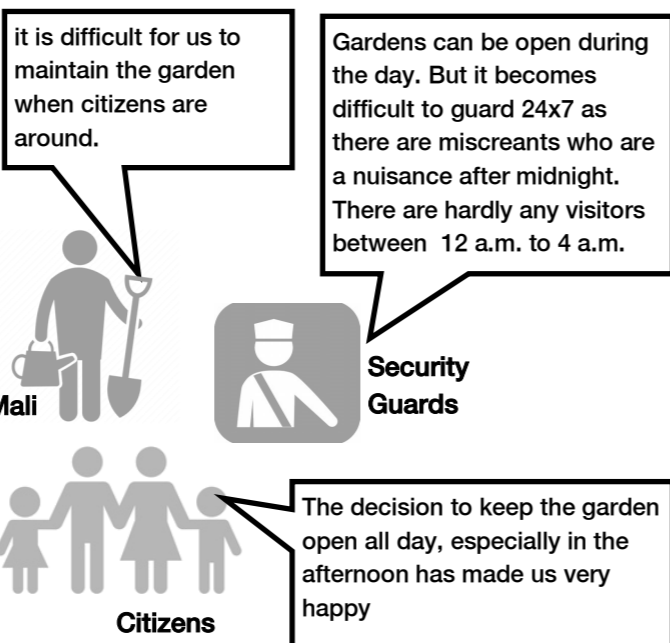 it is difficult for us to
maintain the garden
when citizens are
around.
Gardens can be open during
the day. But it becomes
difficult to guard 24x7 as
there are miscreants who are
a nuisance after midnight.
There are hardly any visitors
between 12 a.m. to 4 a.m.
Mali
Security
Guards
The decision to keep the garden
open all day, especially in the
afternoon has made us very
happy
Citizens